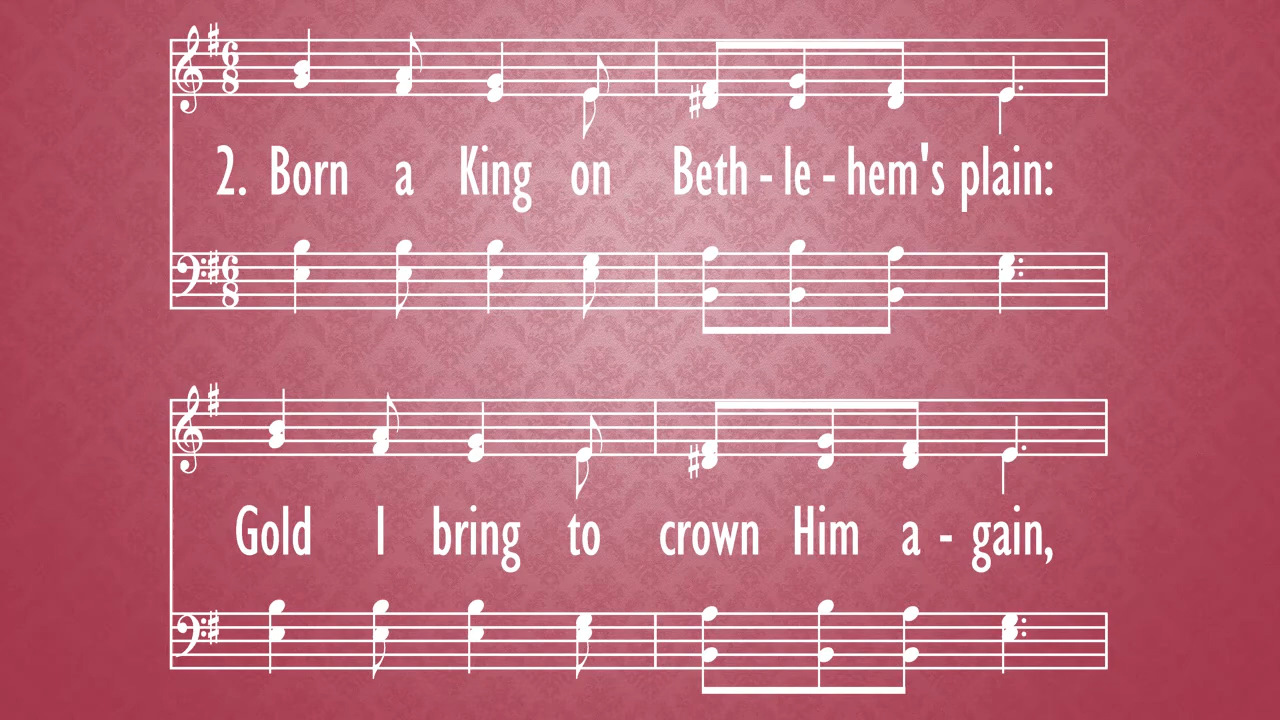 2. Born a King on Beth - le - hem's plain:
Gold I bring to crown Him a - gain,